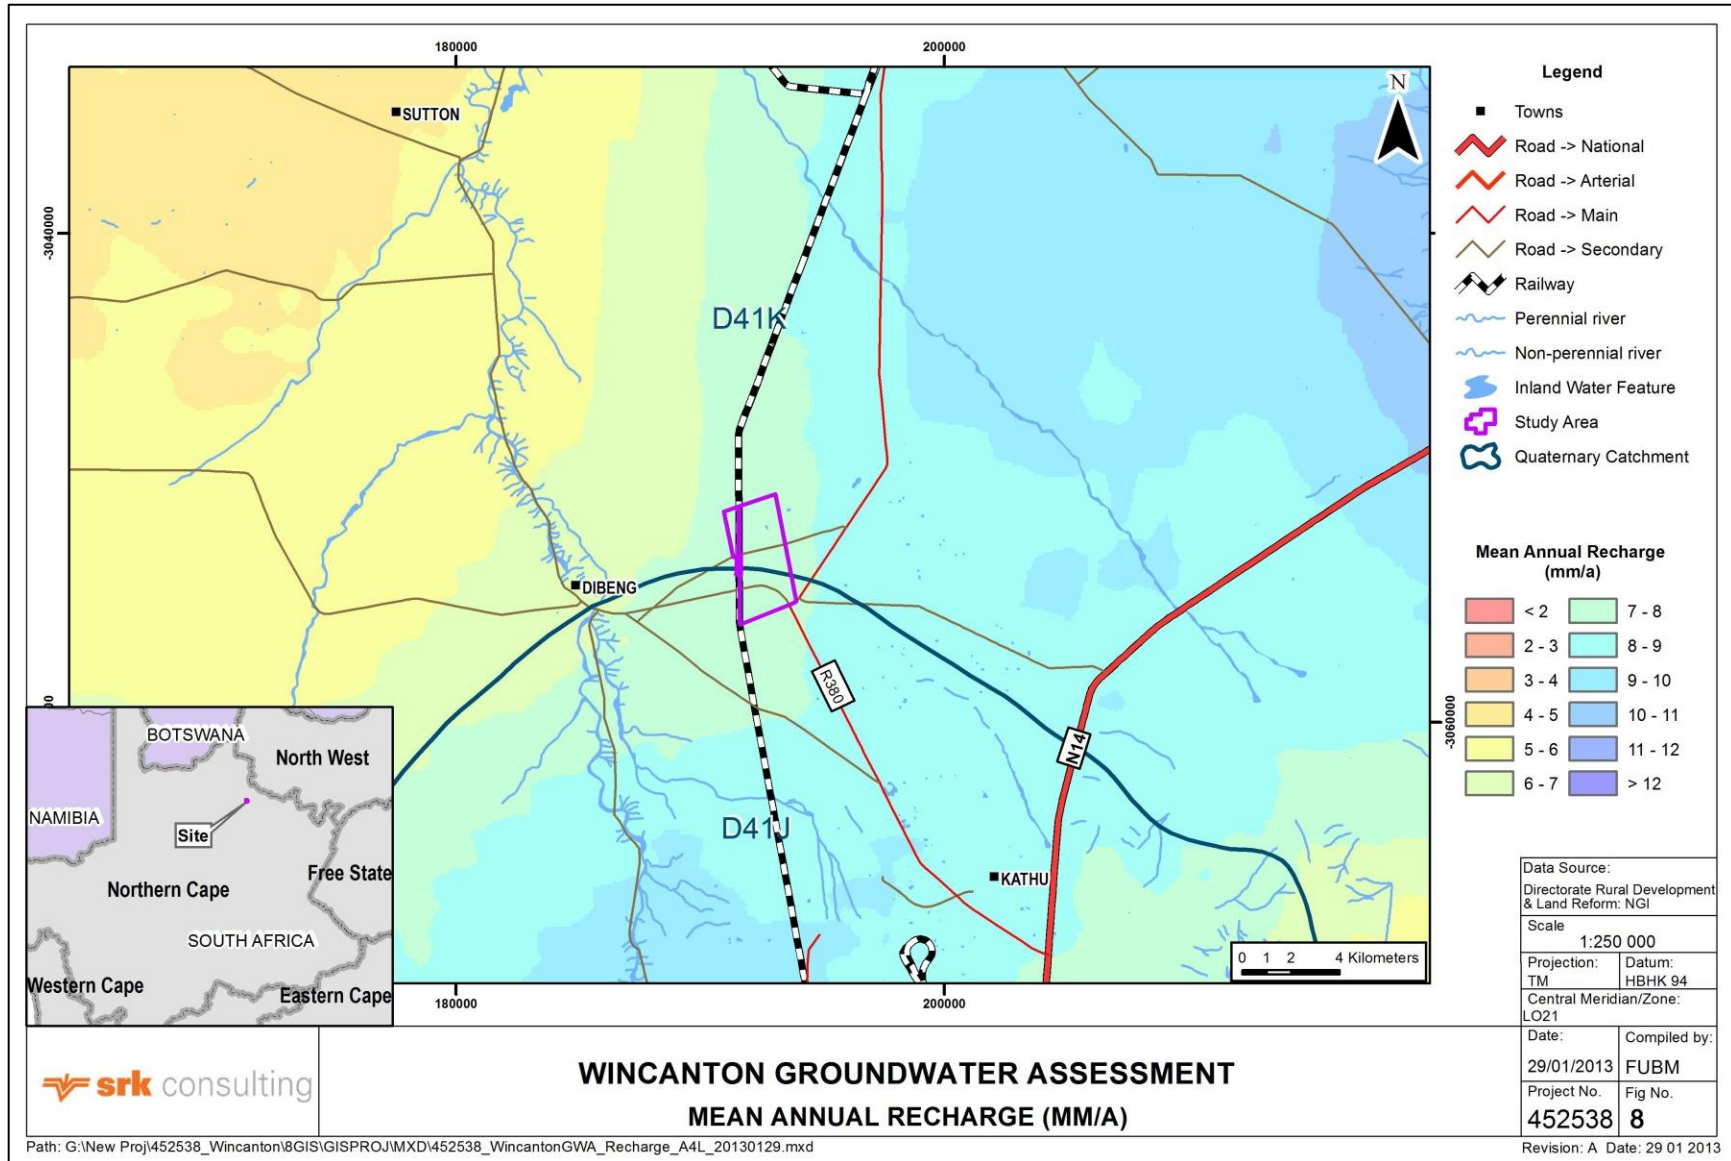 180000
200000
-3040000
-3060000
SUTTON
D41K
DIBENG
R380
N14
D41J
KATHU
N
180000
200000
0 1 2 4 Kilometers
BOTSWANA
North West
NAMIBIA
Site
Free State
Northern Cape
SOUTH AFRICA
Western Cape
Eastern Cape
Legend
Towns
Road -> National
Road -> Arterial
Road -> Main
Road -> Secondary
Railway
Perennial river
Non-perennial river
Inland Water Feature
Study Area
Quaternary Catchment
Mean Annual Recharge
(mm/a)
< 2 7 - 8
2 - 3 8 - 9
3 - 4 9 - 10
4 - 5 10 - 11
5 - 6 11 - 12
6 - 7 > 12
Data Source:
Directorate Rural Development
& Land Reform: NGI
Scale
1:250 000
Projection: Datum:
TM HBHK 94
Central Meridian/Zone:
LO21
Date: Compiled by:
29/01/2013 FUBM
Project No. Fig No.
452538 8
srk consulting
WINCANTON GROUNDWATER ASSESSMENT
MEAN ANNUAL RECHARGE (MM/A)
Path: G:\New Proj\452538_Wincanton\8GIS\GISPROJ\MXD\452538_WincantonGWA_Recharge_A4L_20130129.mxd
Revision: A Date: 29 01 2013